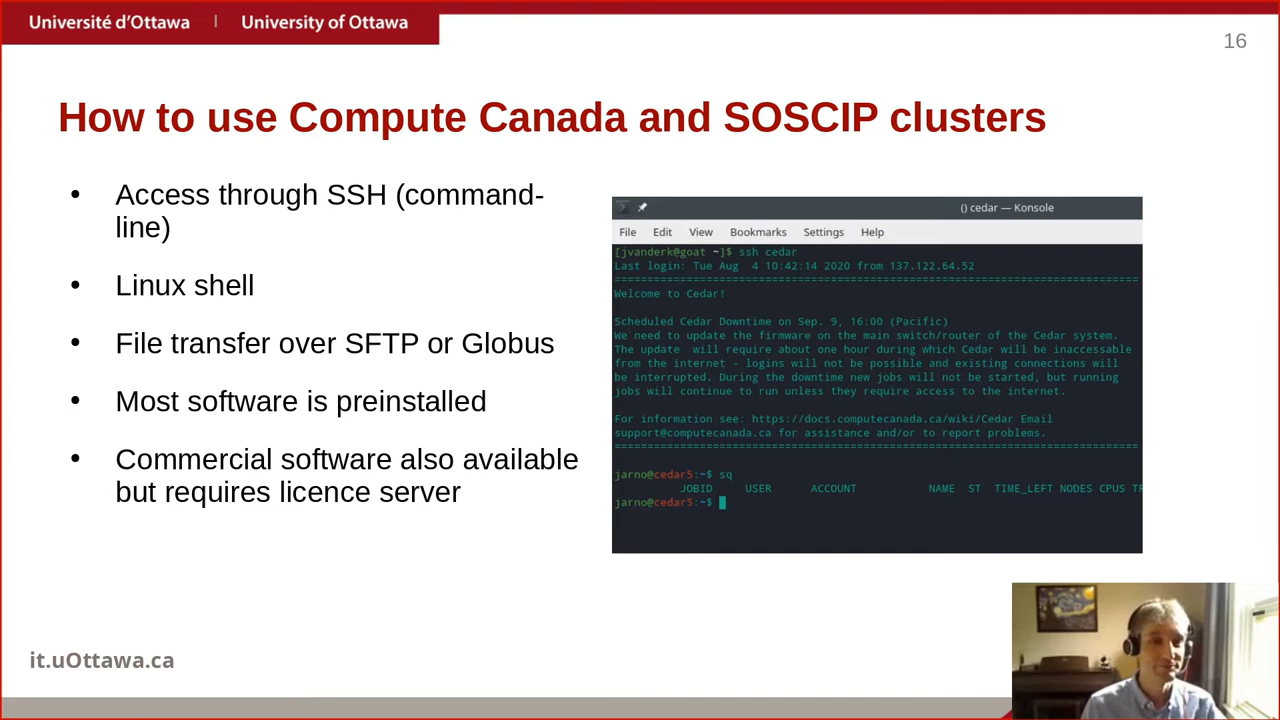 Université d'Ottawa | University of Ottawa
16
How to use Compute Canada and SOSCIP clusters
• Access through SSH (command-
line)
• Linux shell
• File transfer over SFTP or Globus
• Most software is preinstalled
• Commercial software also available
but requires licence server
() cedar — Konsole
File Edit View Bookmarks Settings Help
[jvanderk@goat ~]$ ssh cedar
Last login: Tue Aug  4 10:42:14 2020 from 137.122.64.52
================================================================================
Welcome to Cedar!
Scheduled Cedar Downtime on Sep. 9, 16:00 (Pacific)
We need to update the firmware on the main switch/router of the Cedar system.
The update  will require about one hour during which Cedar will be inaccessable
from the internet - logins will not be possible and existing connections will
be interrupted. During the downtime new jobs will not be started, but running
jobs will continue to run unless they require access to the internet.
For information see: https://docs.computecanada.ca/wiki/Cedar Email
support@computecanada.ca for assistance and/or to report problems.
================================================================================
jarno@cedar5:~$ sq
JOBID USER ACCOUNT NAME ST TIME_LEFT NODES CPUS TR
jarno@cedar5:~$
it.uOttawa.ca